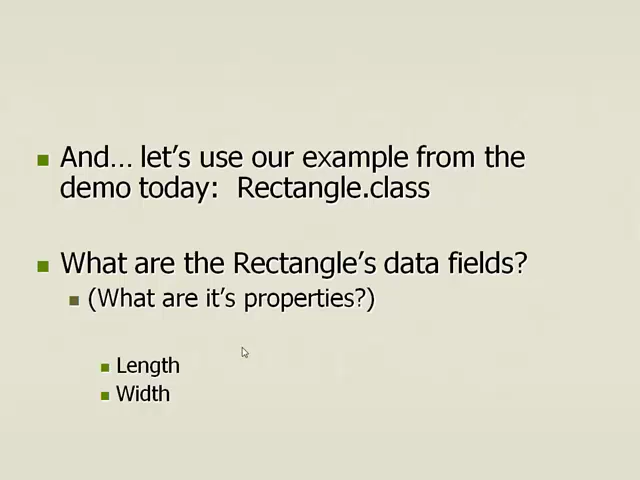 And… let’s use our example from the
demo today:  Rectangle.class
What are the Rectangle’s data fields?
(What are it’s properties?)
Length
Width